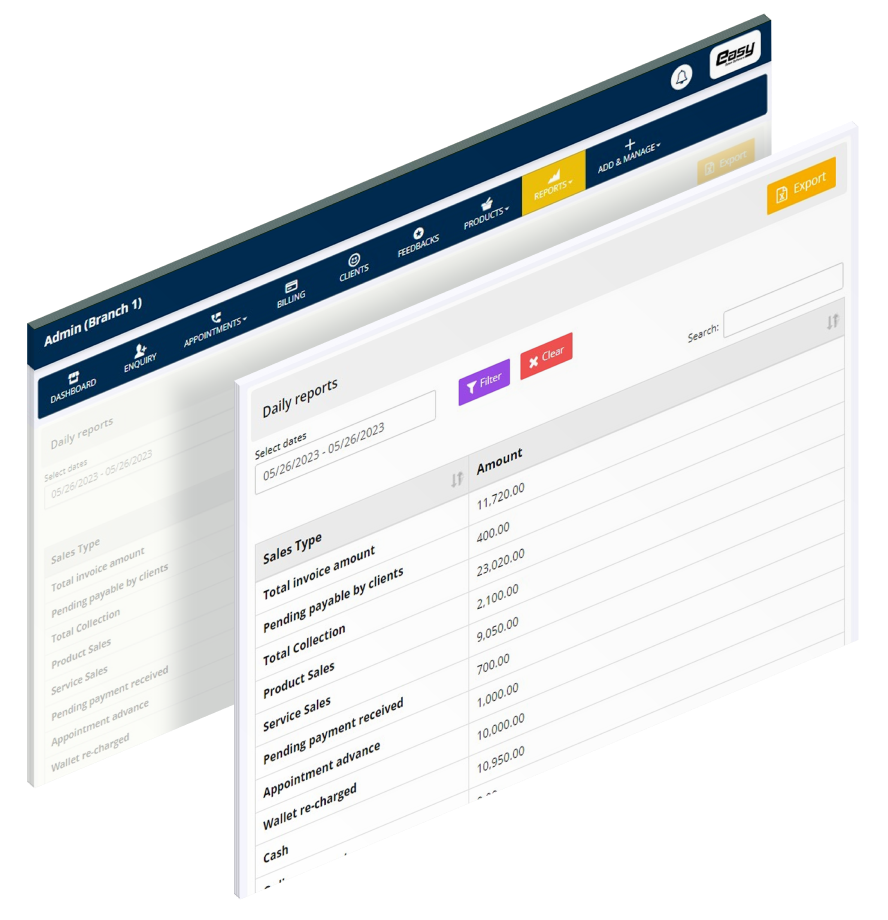 easy
Admin (Branch 1)
DASHBOARD
ENQUIRY
APPOINTMENTS
BILLING
CLIENTS
FEEDBACKS
PRODUCTS
REPORTS
ADD & MANAGE
Export
Daily reports
Select dates
05/26/2023 - 05/26/2023
Sales Type
Total invoice amount
Pending payable by clients
Total Collection
Product Sales
Service Sales
Pending payment received
Appointment advance
Wallet re-charged
Export
Daily reports
Select dates
05/26/2023 - 05/26/2023
Filter
Clear
Search:
Sales Type Amount
Total invoice amount 11,720.00
Pending payable by clients 400.00
Total Collection 23,020.00
Product Sales 2,100.00
Service Sales 9,050.00
Pending payment received 700.00
Appointment advance 1,000.00
Wallet re-charged 10,000.00
Cash 10,950.00